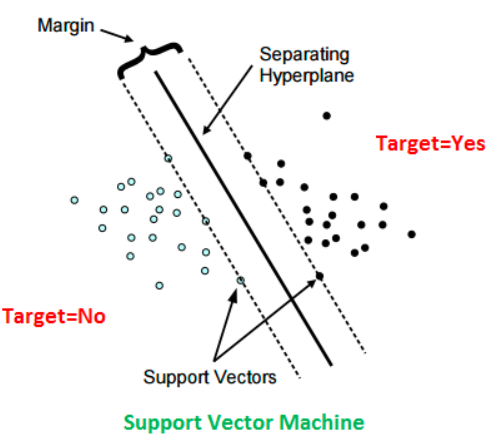 Margin
Separating
Hyperplane
Target=Yes
Target=No
Support Vectors
Support Vector Machine